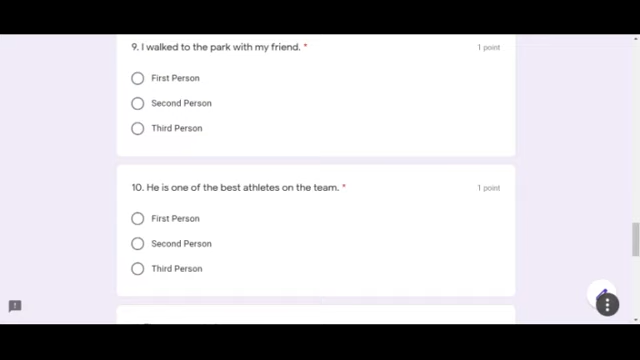 9. I walked to the park with my friend. *
1 point
First Person
Second Person
Third Person
10. He is one of the best athletes on the team. *
1 point
First Person
Second Person
Third Person